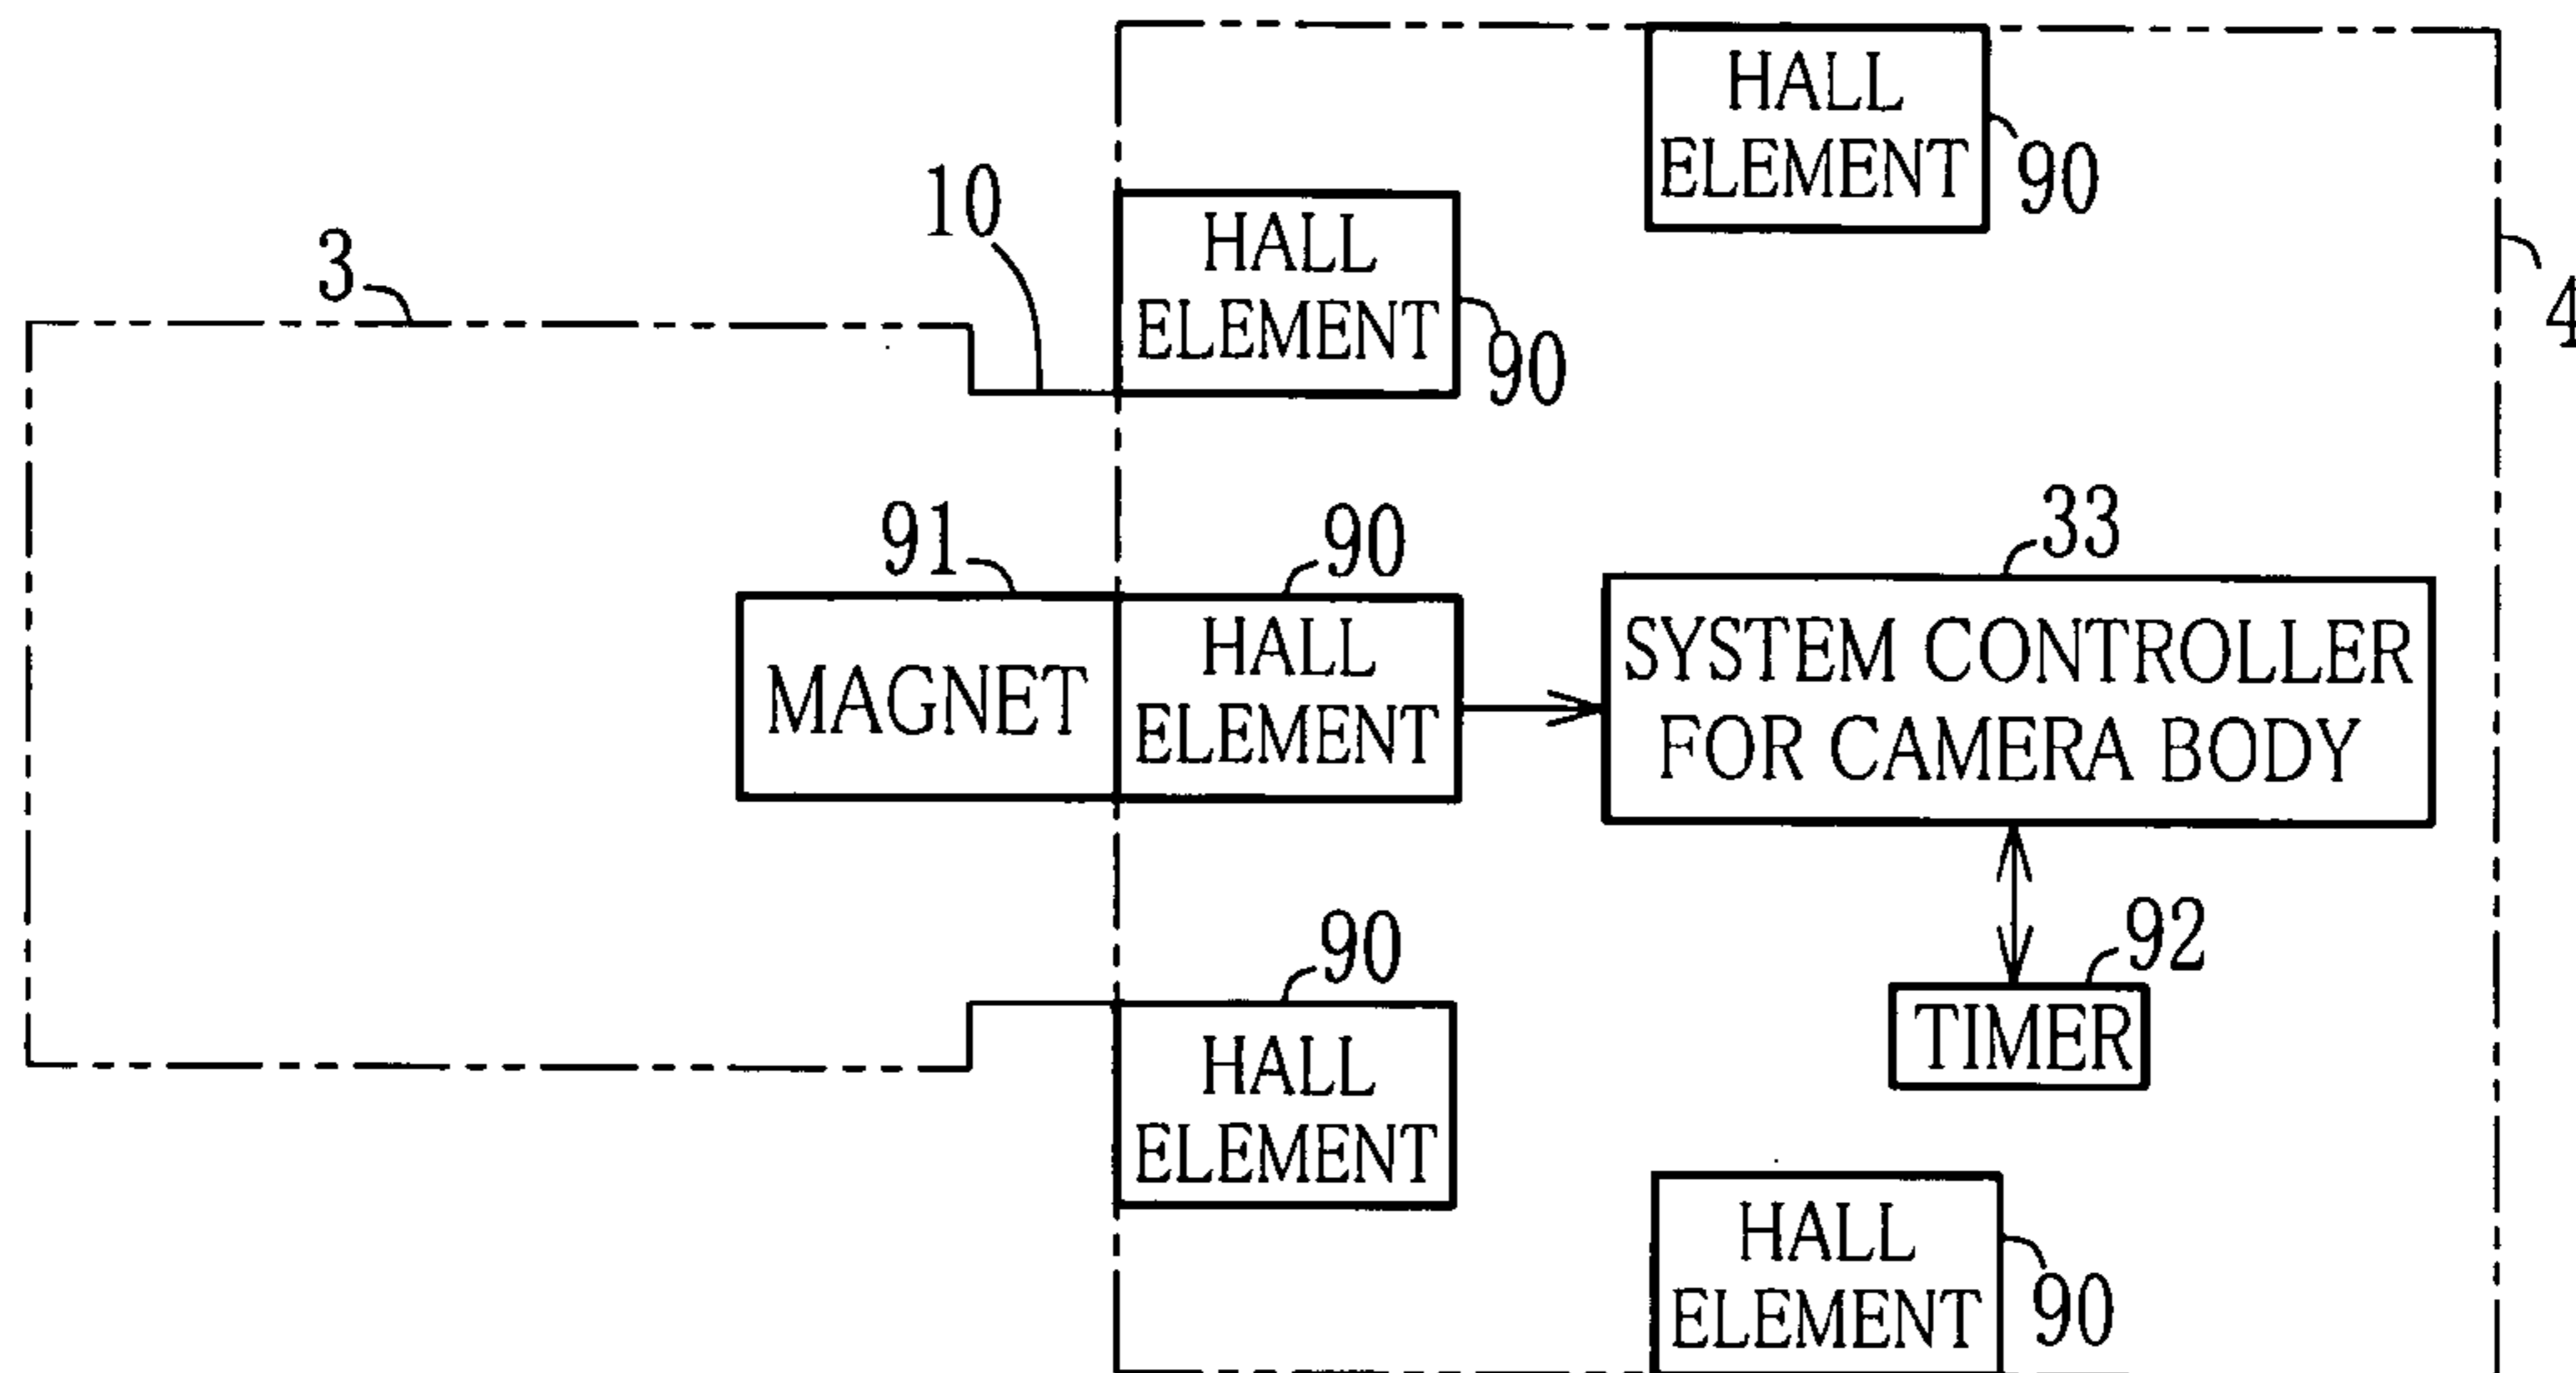 HALL
ELEMENT
90
10
HALL
ELEMENT
90
3
4
91
MAGNET
90
HALL
ELEMENT
33
SYSTEM CONTROLLER
FOR CAMERA BODY
90
HALL
ELEMENT
92
TIMER
HALL
ELEMENT
90